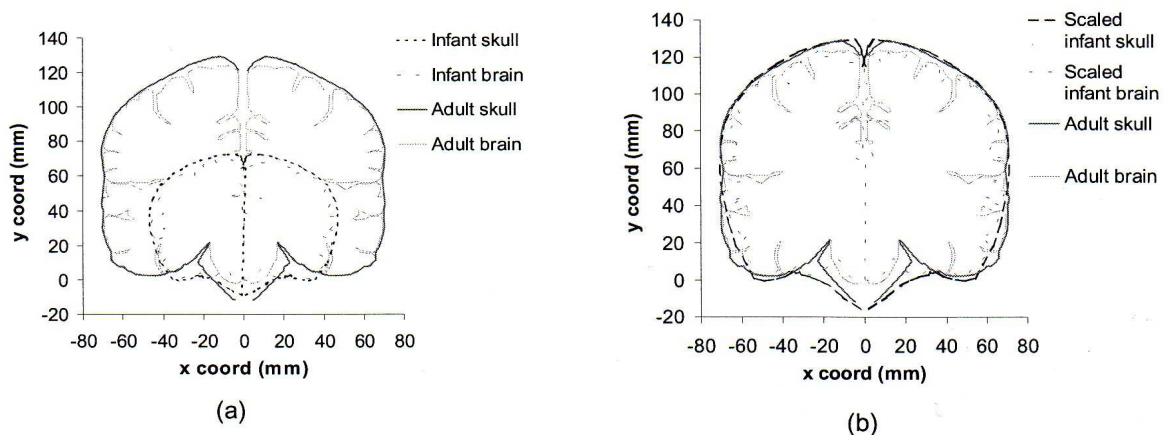 140
120
100
80
60
40
20
0
-20
y coord (mm)
-80 -60 -40 -20 0 20 40 60 80
x coord (mm)
Infant skull
Infant brain
Adult skull
Adult brain
(a)
140
120
100
80
60
40
20
0
-20
y coord (mm)
-80 -60 -40 -20 0 20 40 60 80
x coord (mm)
Scaled
infant skull
Scaled
infant brain
Adult skull
Adult brain
(b)